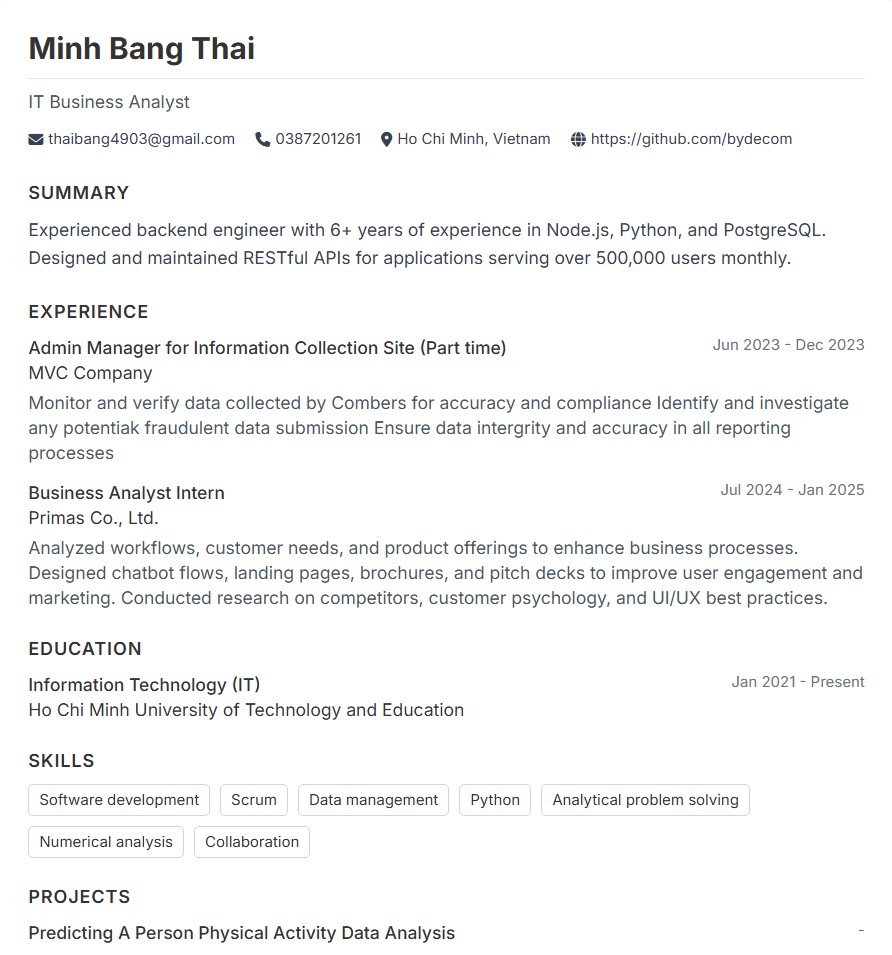 Minh Bang Thai
IT Business Analyst
thaibang4903@gmail.com 0387201261 Ho Chi Minh, Vietnam https://github.com/bydecom
SUMMARY
Experienced backend engineer with 6+ years of experience in Node.js, Python, and PostgreSQL.
Designed and maintained RESTful APIs for applications serving over 500,000 users monthly.
EXPERIENCE
Admin Manager for Information Collection Site (Part time) Jun 2023 - Dec 2023
MVC Company
Monitor and verify data collected by Combers for accuracy and compliance Identify and investigate
any potentiak fraudulent data submission Ensure data intergrity and accuracy in all reporting
processes
Business Analyst Intern Jul 2024 - Jan 2025
Primas Co., Ltd.
Analyzed workflows, customer needs, and product offerings to enhance business processes.
Designed chatbot flows, landing pages, brochures, and pitch decks to improve user engagement and
marketing. Conducted research on competitors, customer psychology, and UI/UX best practices.
EDUCATION
Information Technology (IT) Jan 2021 - Present
Ho Chi Minh University of Technology and Education
SKILLS
Software development Scrum Data management Python Analytical problem solving
Numerical analysis Collaboration
PROJECTS
Predicting A Person Physical Activity Data Analysis -